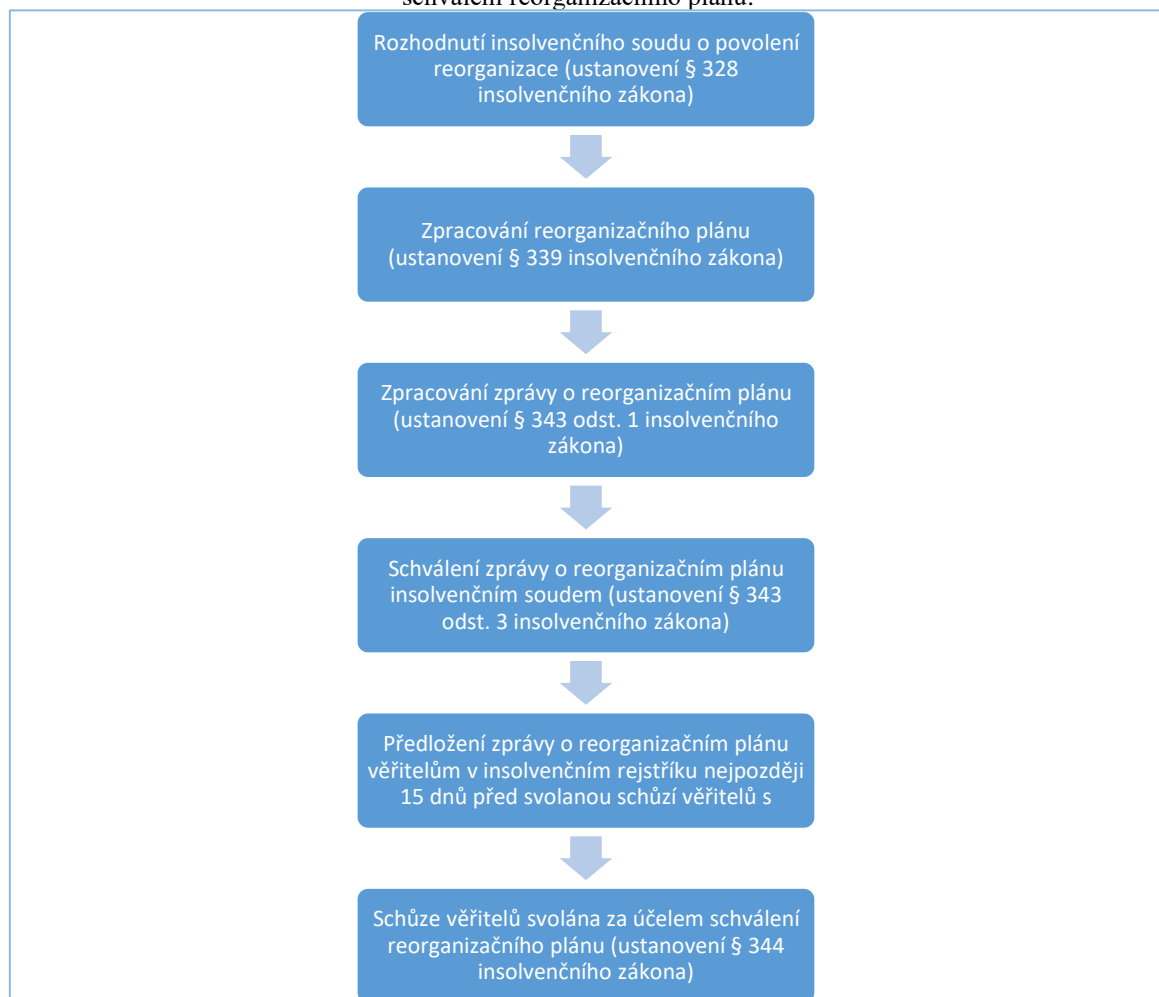 schválení reorganizačního plánu.
Rozhodnutí insolvenčního soudu o povolení
reorganizace (ustanovení § 328
insolvenčního zákona)
Zpracování reorganizačního plánu
(ustanovení § 339 insolvenčního zákona)
Zpracování zprávy o reorganizačním plánu
(ustanovení § 343 odst. 1 insolvenčního
zákona)
Schválení zprávy o reorganizačním plánu
insolvenčním soudem (ustanovení § 343
odst. 3 insolvenčního zákona)
Předložení zprávy o reorganizačním plánu
věřitelům v insolvenčním rejstříku nejpozději
15 dnů před svolanou schůzí věřitelů s
Schůze věřitelů svolána za účelem schválení
reorganizačního plánu (ustanovení § 344
insolvenčního zákona)